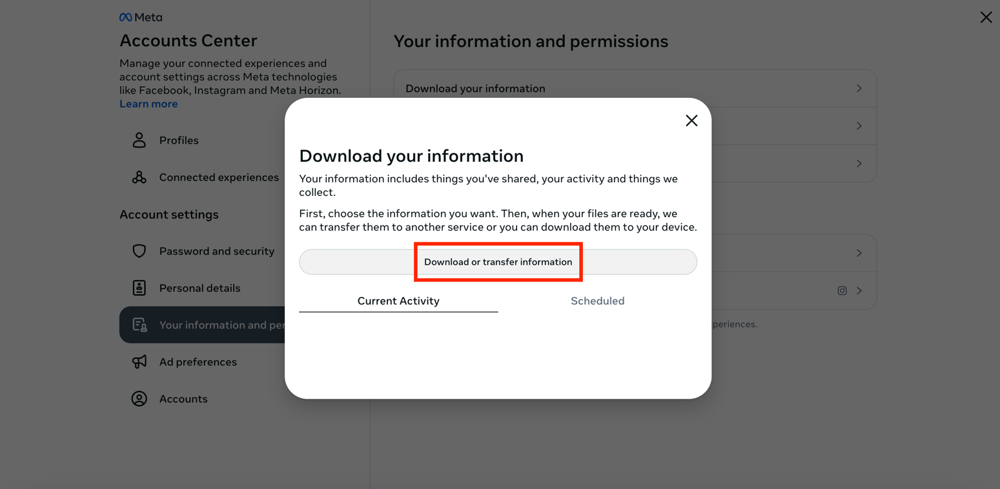 Meta
Accounts Center
Manage your connected experiences and
account settings across Meta technologies
like Facebook, Instagram and Meta Horizon.
Learn more
Profiles
Connected experiences
Account settings
Password and security
Personal details
Your information and per
Ad preferences
Accounts
Your information and permissions
Download your information
Download your information
Your information includes things you've shared, your activity and things we
collect.
First, choose the information you want. Then, when your files are ready, we
can transfer them to another service or you can download them to your device.
Download or transfer information
Current Activity
Scheduled
periences.